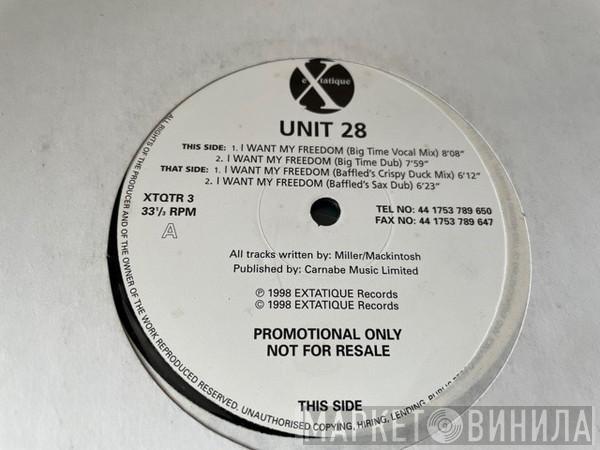 eXtatique
UNIT 28
THIS SIDE: 1. I WANT MY FREEDOM (Big Time Vocal Mix) 8'08"
2. I WANT MY FREEDOM (Big Time Dub) 7'59"
THAT SIDE: 1. I WANT MY FREEDOM (Baffled's Crispy Duck Mix) 6'12"
2. I WANT MY FREEDOM (Baffled's Sax Dub) 6'23"
XTQTR 3
33⅓ RPM
A
TEL NO: 44 1753 789 650
FAX NO: 44 1753 789 647
All tracks written by: Miller/Mackintosh
Published by: Carnabe Music Limited
℗ 1998 EXTATIQUE Records
© 1998 EXTATIQUE Records
PROMOTIONAL ONLY
NOT FOR RESALE
THIS SIDE
ALL RIGHTS OF THE PRODUCER AND OF THE OWNER OF THE WORK REPRODUCED RESERVED. UNAUTHORISED COPYING, HIRING, LENDING, PUBLIC
МАРКЕТ ВИНИЛА